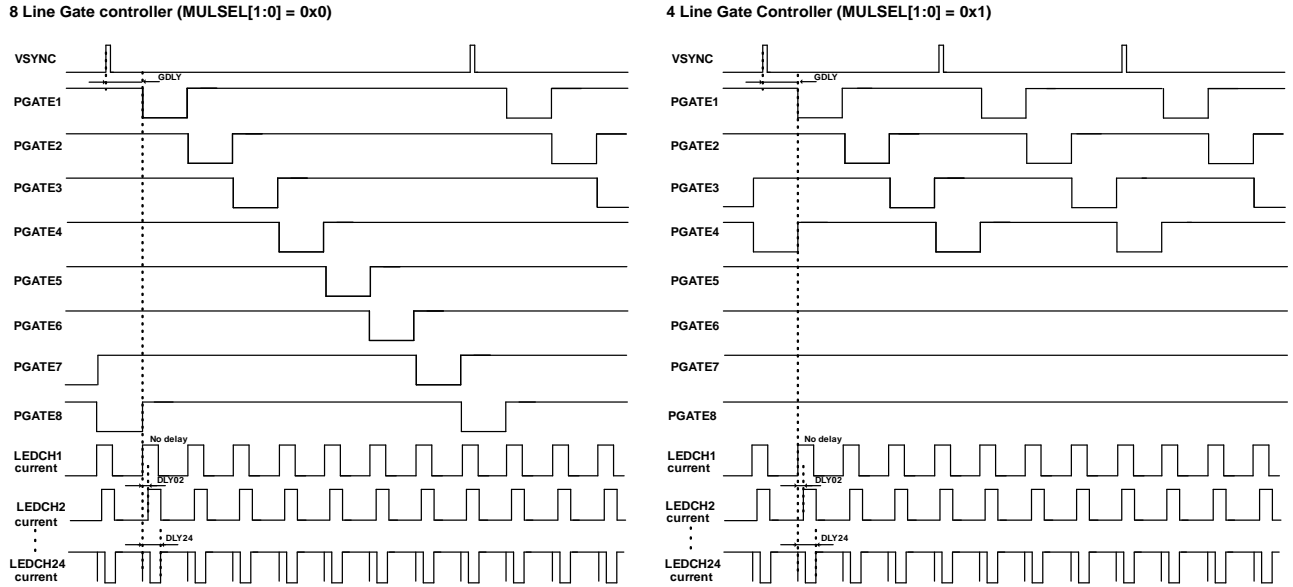 8 Line Gate controller (MULSEL[1:0] = 0x0)
VSYNC
GDLY
PGATE1
PGATE2
PGATE3
PGATE4
PGATE5
PGATE6
PGATE7
PGATE8
No delay
LEDCH1
current
DLY02
LEDCH2
current
DLY24
LEDCH24
current
4 Line Gate Controller (MULSEL[1:0] = 0x1)
VSYNC
GDLY
PGATE1
PGATE2
PGATE3
PGATE4
PGATE5
PGATE6
PGATE7
PGATE8
No delay
LEDCH1
current
DLY02
LEDCH2
current
DLY24
LEDCH24
current